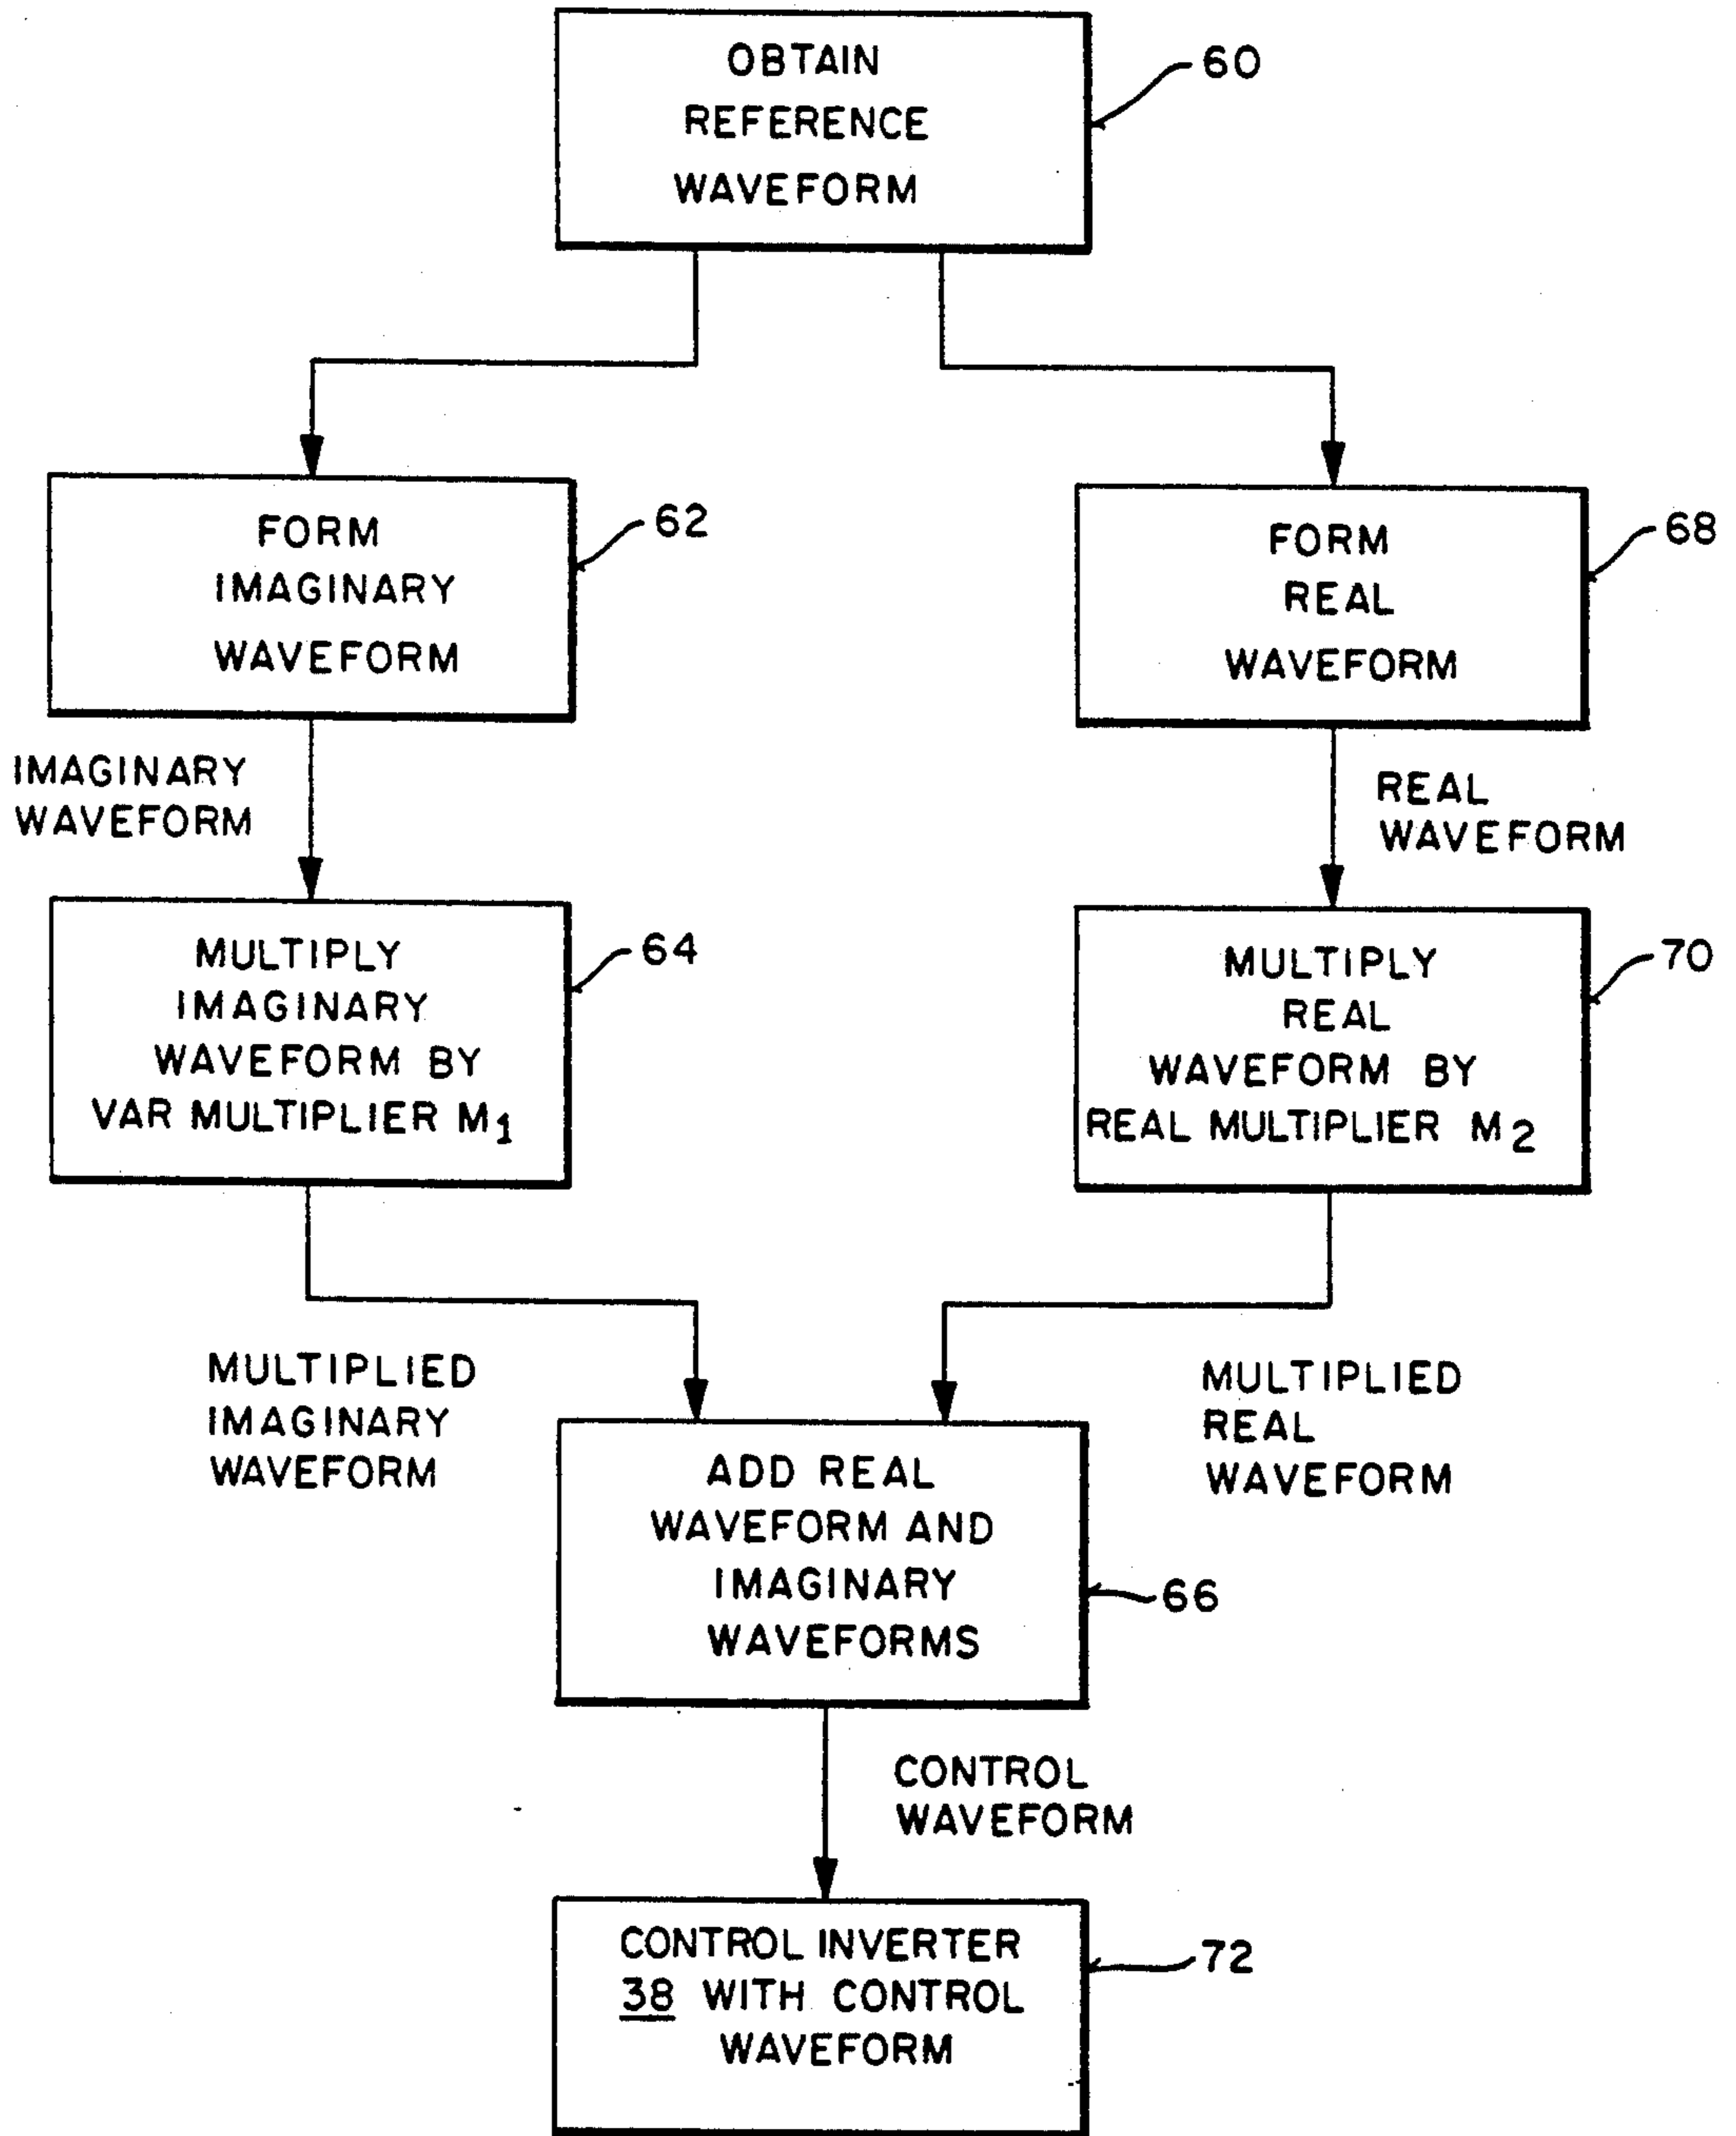 OBTAIN
REFERENCE
WAVEFORM
60
FORM
IMAGINARY
WAVEFORM
62
FORM
REAL
WAVEFORM
68
IMAGINARY
WAVEFORM
REAL
WAVEFORM
MULTIPLY
IMAGINARY
WAVEFORM BY
VAR MULTIPLIER M1
64
MULTIPLY
REAL
WAVEFORM BY
REAL MULTIPLIER M2
70
MULTIPLIED
IMAGINARY
WAVEFORM
MULTIPLIED
REAL
WAVEFORM
ADD REAL
WAVEFORM AND
IMAGINARY
WAVEFORMS
66
CONTROL
WAVEFORM
CONTROL INVERTER
38 WITH CONTROL
WAVEFORM
72